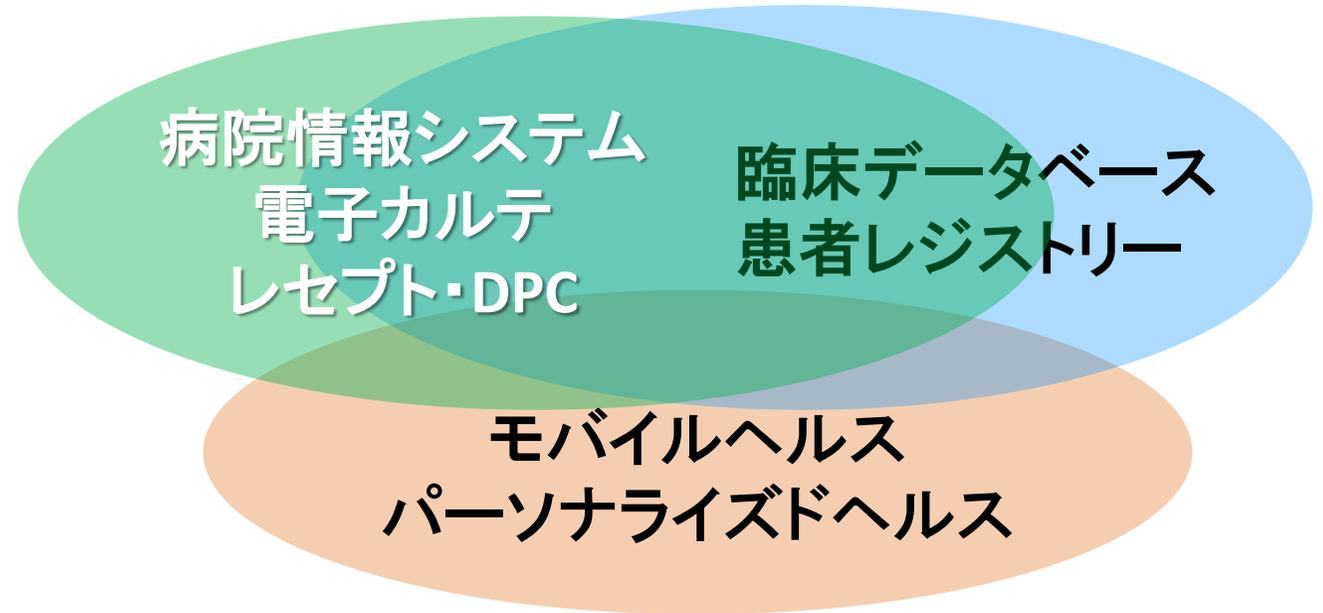 病院情報システム
電子カルテ
レセプト・DPC
臨床データベース
患者レジストリー
モバイルヘルス
パーソナライズドヘルス